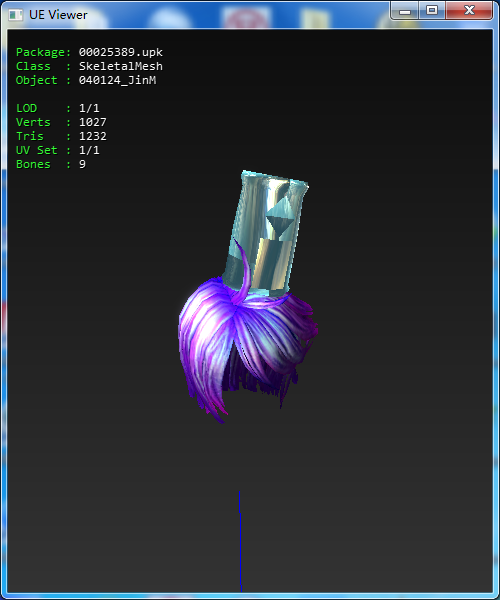 UE Viewer
Package: 00025389.upk
Class : SkeletalMesh
Object : 040124_JinM
LOD : 1/1
Verts : 1027
Tris : 1232
UV Set : 1/1
Bones : 9